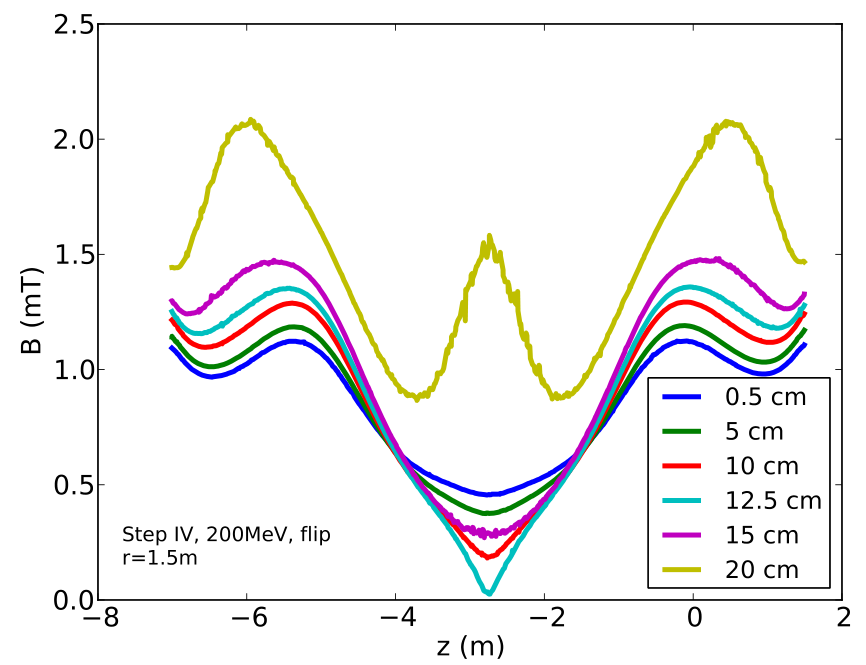 2.5
2.0
1.5
1.0
0.5
0.0
B (mT)
−8
−6
−4
−2
0
2
z (m)
Step IV, 200MeV, flip
r=1.5m
0.5 cm
5 cm
10 cm
12.5 cm
15 cm
20 cm